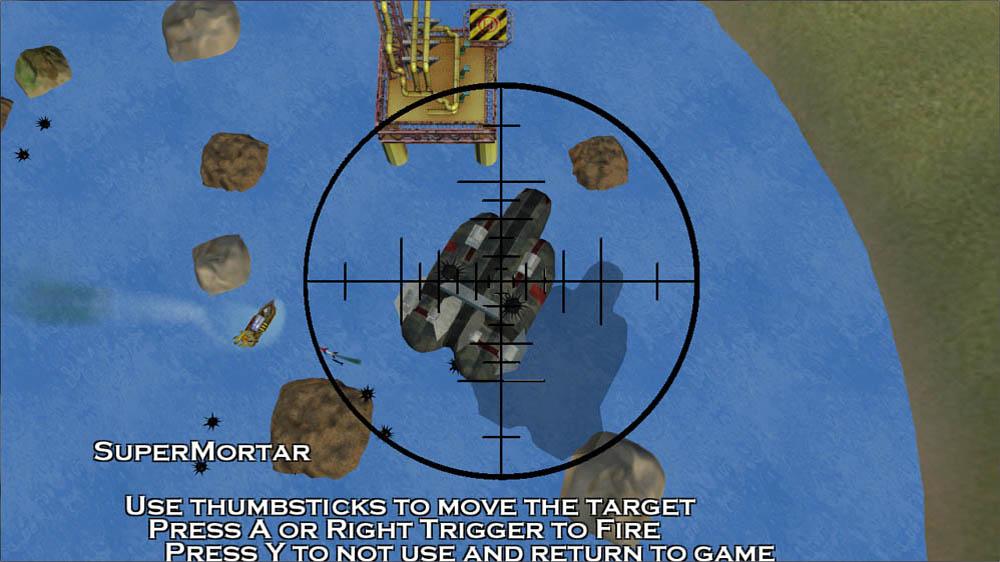 SuperMortar
Use thumbsticks to move the target
Press A or Right Trigger to Fire
Press Y to not use and return to game